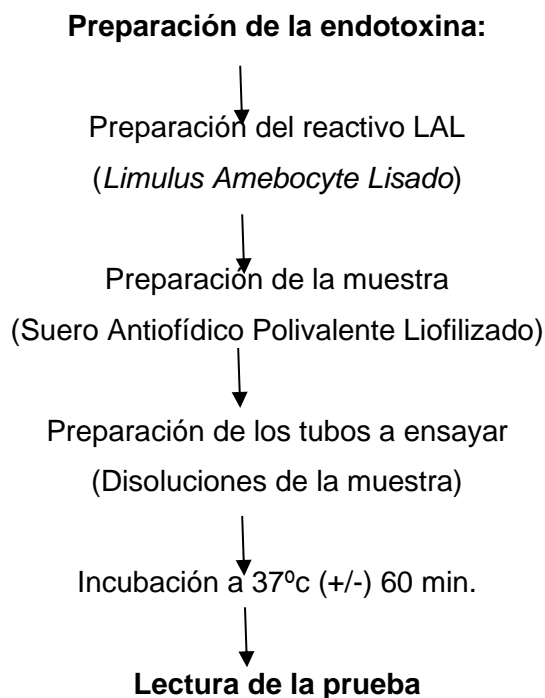 Preparación de la endotoxina:
Preparación del reactivo LAL
(Limulus Amebocyte Lisado)
Preparación de la muestra
(Suero Antiofídico Polivalente Liofilizado)
Preparación de los tubos a ensayar
(Disoluciones de la muestra)
Incubación a 37ºc (+/-) 60 min.
Lectura de la prueba